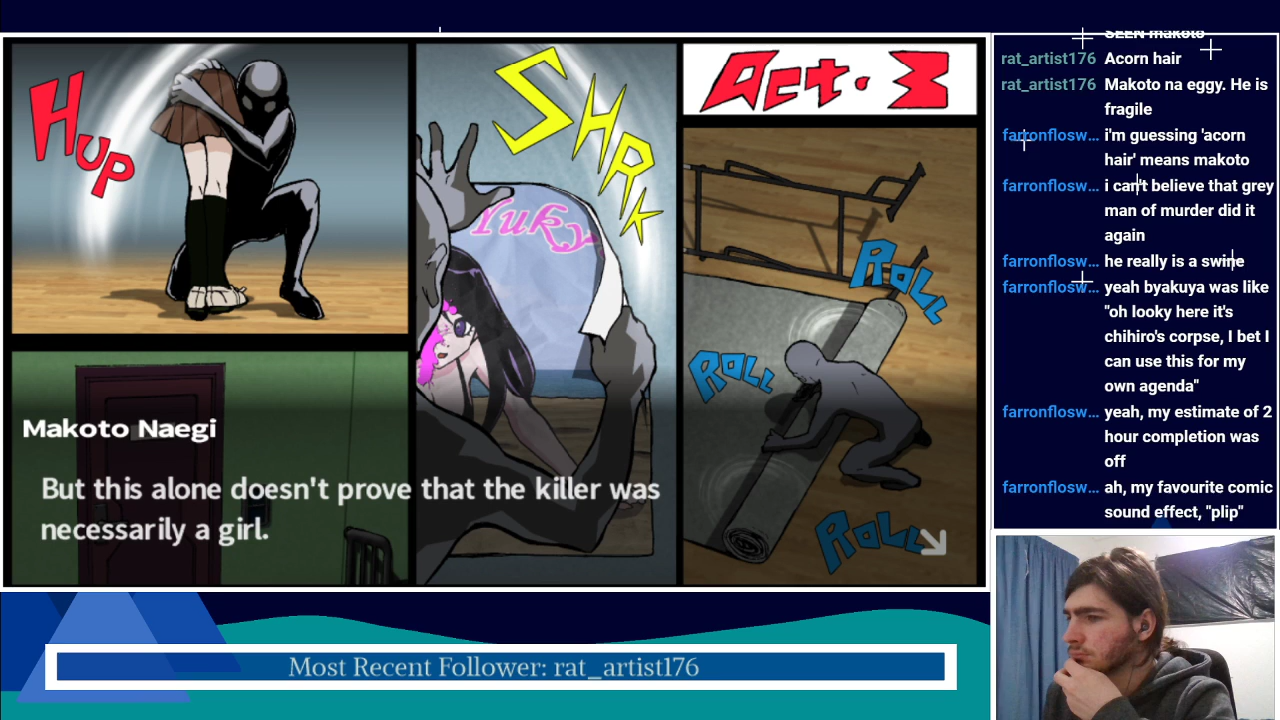 HUP
SHRK
Yuky
Act. 3
ROLL
ROLL
ROLL
Makoto Naegi
But this alone doesn't prove that the killer was
necessarily a girl.
Most Recent Follower: rat_artist176
SEEN makoto
rat_artist176 Acorn hair
rat_artist176 Makoto na eggy. He is
fragile
farronflosw... i'm guessing 'acorn
hair' means makoto
farronflosw... i can't believe that grey
man of murder did it
again
farronflosw... he really is a swine
farronflosw... yeah byakuya was like
"oh looky here it's
chihiro's corpse, I bet I
can use this for my
own agenda"
farronflosw... yeah, my estimate of 2
hour completion was
off
farronflosw... ah, my favourite comic
sound effect, "plip"